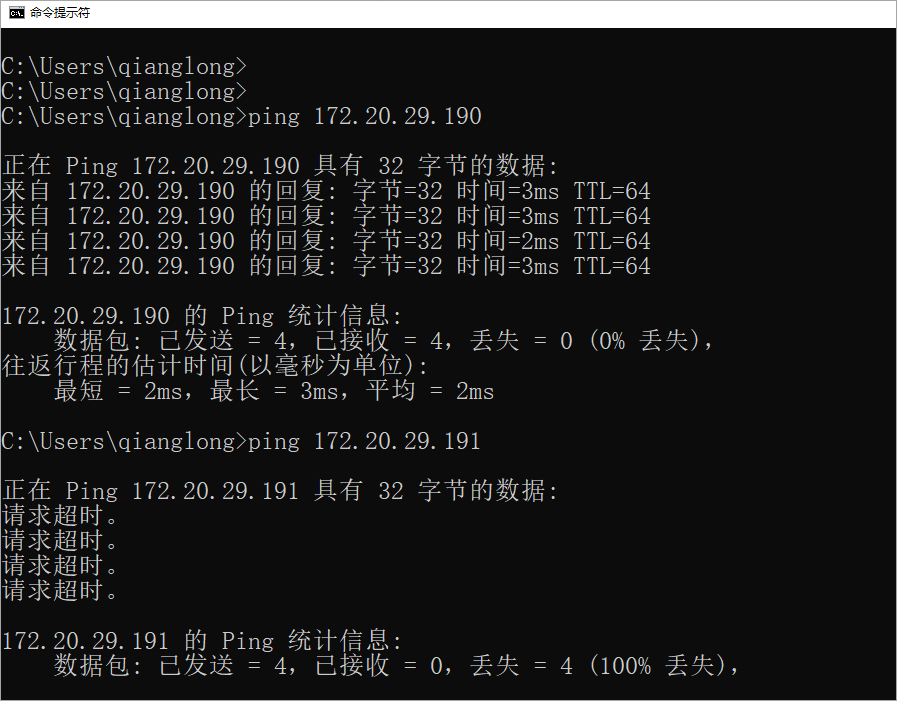 命令提示符
C:\Users\qianglong>
C:\Users\qianglong>
C:\Users\qianglong>ping 172.20.29.190
正在 Ping 172.20.29.190 具有 32 字节的数据:
来自 172.20.29.190 的回复: 字节=32 时间=3ms TTL=64
来自 172.20.29.190 的回复: 字节=32 时间=3ms TTL=64
来自 172.20.29.190 的回复: 字节=32 时间=2ms TTL=64
来自 172.20.29.190 的回复: 字节=32 时间=3ms TTL=64
172.20.29.190 的 Ping 统计信息:
数据包: 已发送 = 4，已接收 = 4，丢失 = 0 (0% 丢失)，
往返行程的估计时间(以毫秒为单位):
最短 = 2ms，最长 = 3ms，平均 = 2ms
C:\Users\qianglong>ping 172.20.29.191
正在 Ping 172.20.29.191 具有 32 字节的数据:
请求超时。
请求超时。
请求超时。
请求超时。
172.20.29.191 的 Ping 统计信息:
数据包: 已发送 = 4，已接收 = 0，丢失 = 4 (100% 丢失)，